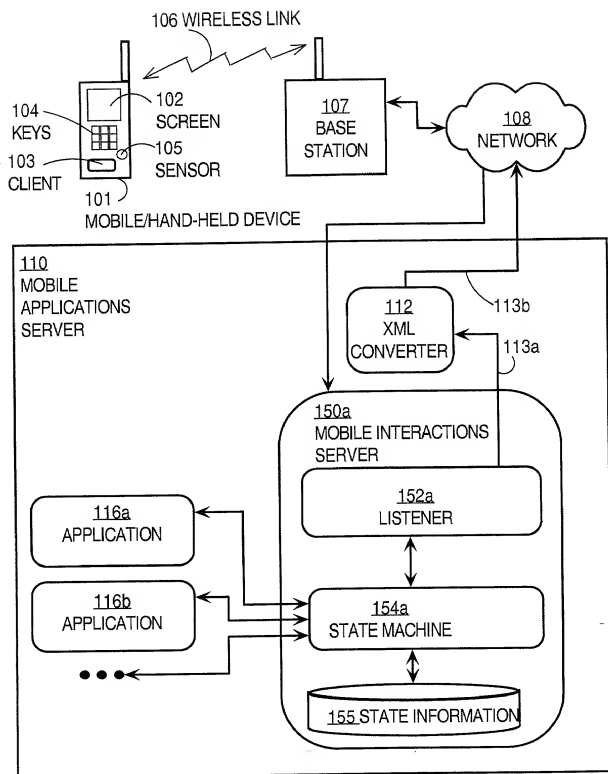 106 WIRELESS LINK
102
SCREEN
104
KEYS
105
SENSOR
103
CLIENT
101
MOBILE/HAND-HELD DEVICE
107
BASE
STATION
108
NETWORK
110
MOBILE
APPLICATIONS
SERVER
112
XML
CONVERTER
113b
113a
150a
MOBILE INTERACTIONS
SERVER
152a
LISTENER
116a
APPLICATION
116b
APPLICATION
154a
STATE MACHINE
155 STATE INFORMATION